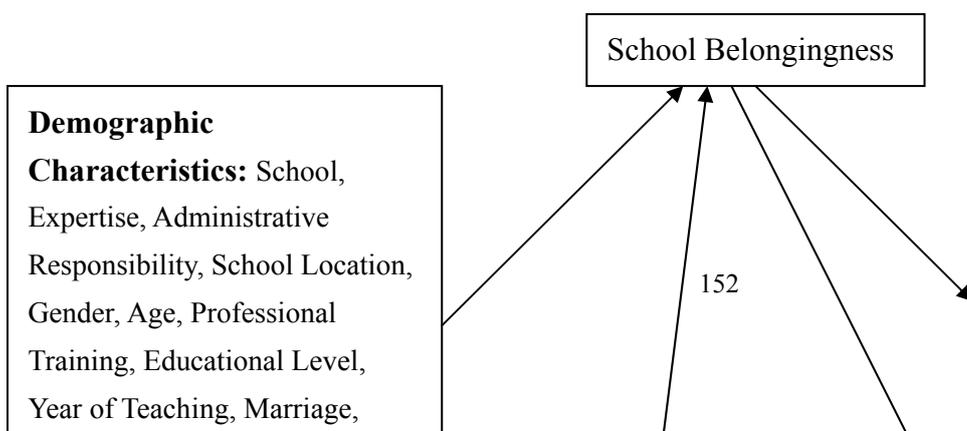 School Belongingness
Demographic
Characteristics: School,
Expertise, Administrative
Responsibility, School Location,
Gender, Age, Professional
Training, Educational Level,
Year of Teaching, Marriage,
152